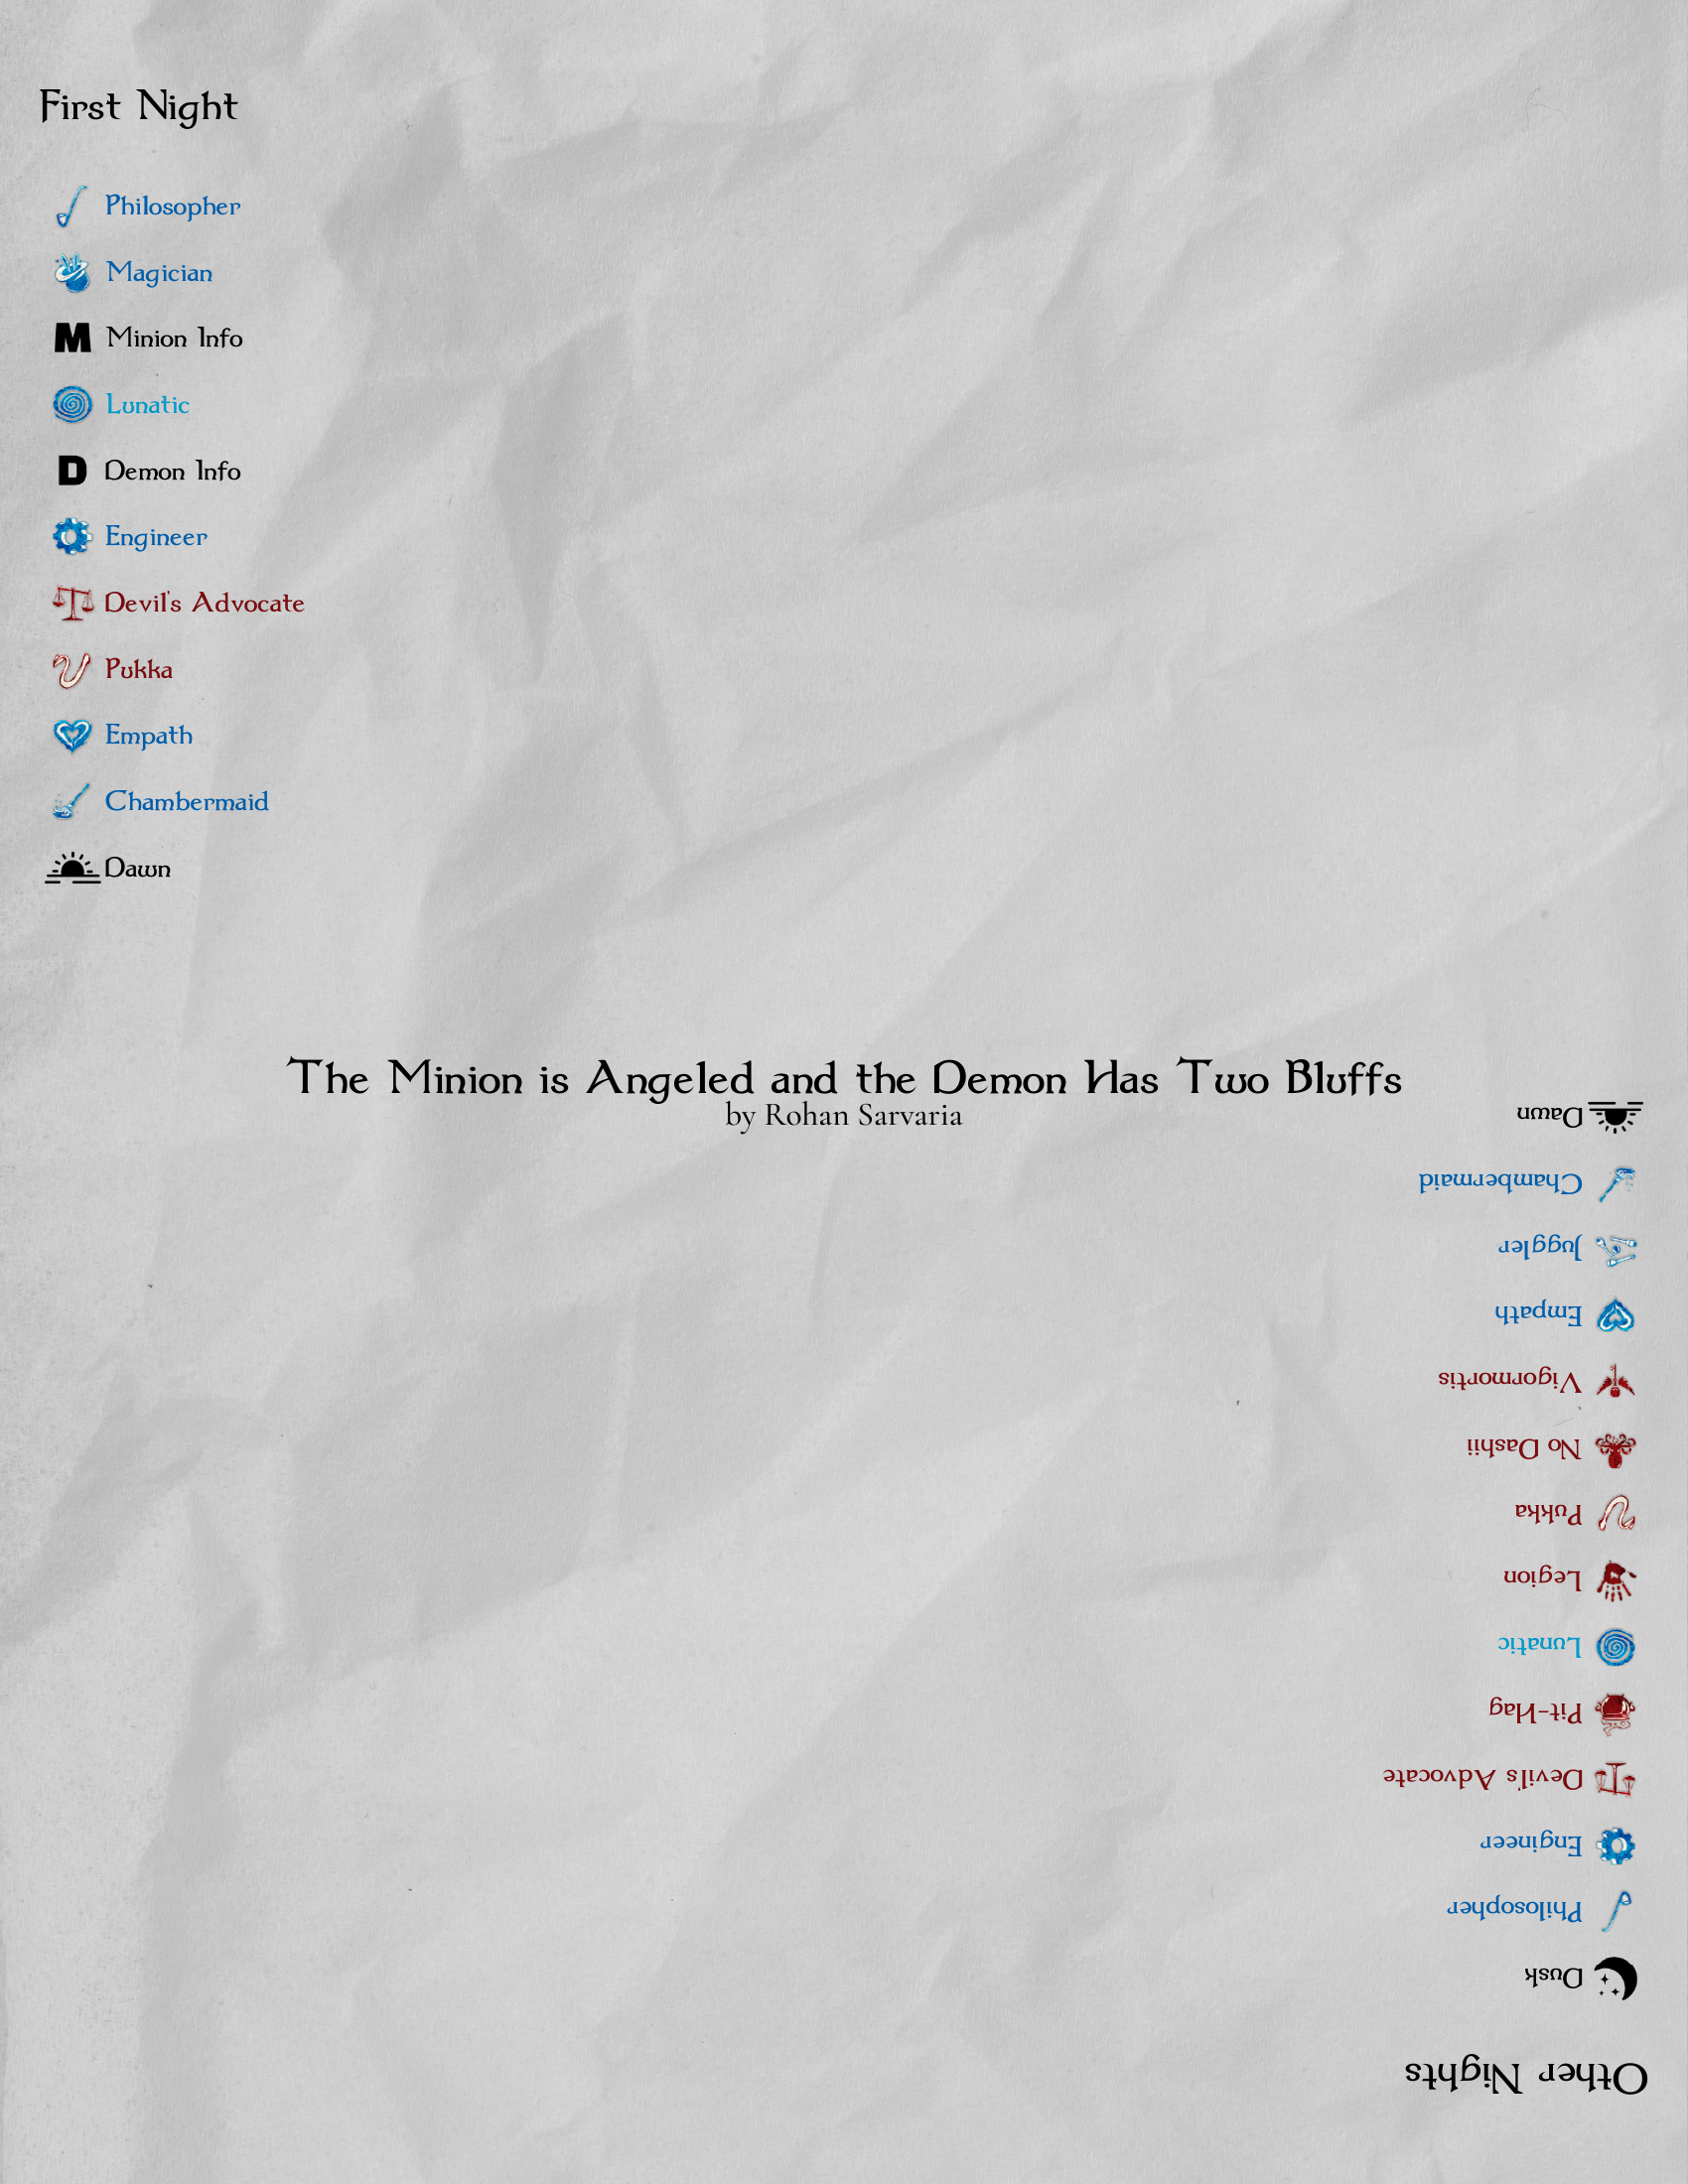 First Night
Philosopher
Magician
M Minion Info
Lunatic
D Demon Info
Engineer
Devil's Advocate
Pukka
Empath
Chambermaid
Dawn
The Minion is Angeled and the Demon Has Two Bluffs
by Rohan Sarvaria
Other Nights
Dusk
Philosopher
Engineer
Devil's Advocate
Pit-Hag
Lunatic
Legion
Pukka
No Dashii
Vigormortis
Empath
Juggler
Chambermaid
Dawn